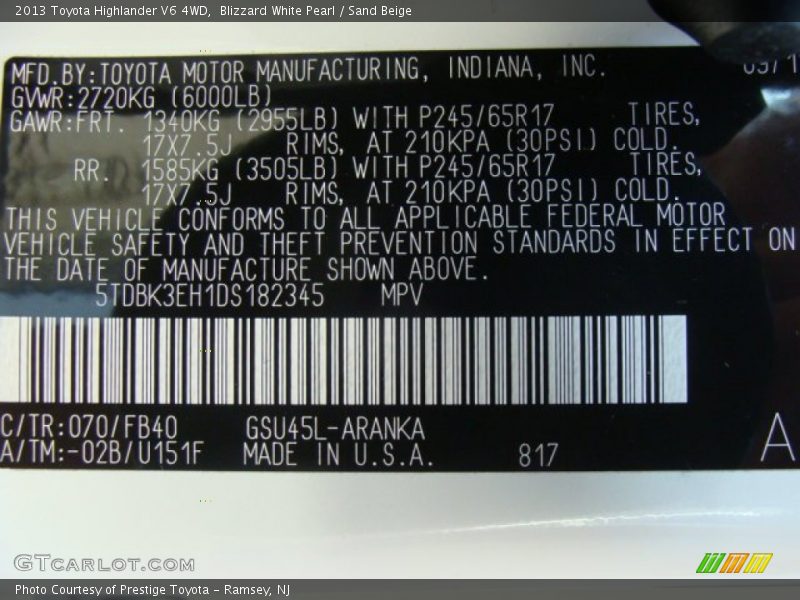 2013 Toyota Highlander V6 4WD,  Blizzard White Pearl / Sand Beige
MFD.BY:TOYOTA MOTOR MANUFACTURING, INDIANA, INC.
GVWR:2720KG (6000LB)
GAWR:FRT. 1340KG (2955LB) WITH P245/65R17 TIRES,
17X7.5J RIMS, AT 210KPA (30PSI) COLD.
RR. 1585KG (3505LB) WITH P245/65R17 TIRES,
17X7.5J RIMS, AT 210KPA (30PSI) COLD.
THIS VEHICLE CONFORMS TO ALL APPLICABLE FEDERAL MOTOR
VEHICLE SAFETY AND THEFT PREVENTION STANDARDS IN EFFECT ON
THE DATE OF MANUFACTURE SHOWN ABOVE.
5TDBK3EH1DS182345 MPV
C/TR:070/FB40 GSU45L-ARANKA
A/TM:-02B/U151F MADE IN U.S.A. 817 A
GTCARLOT.COM
Photo Courtesy of Prestige Toyota - Ramsey, NJ